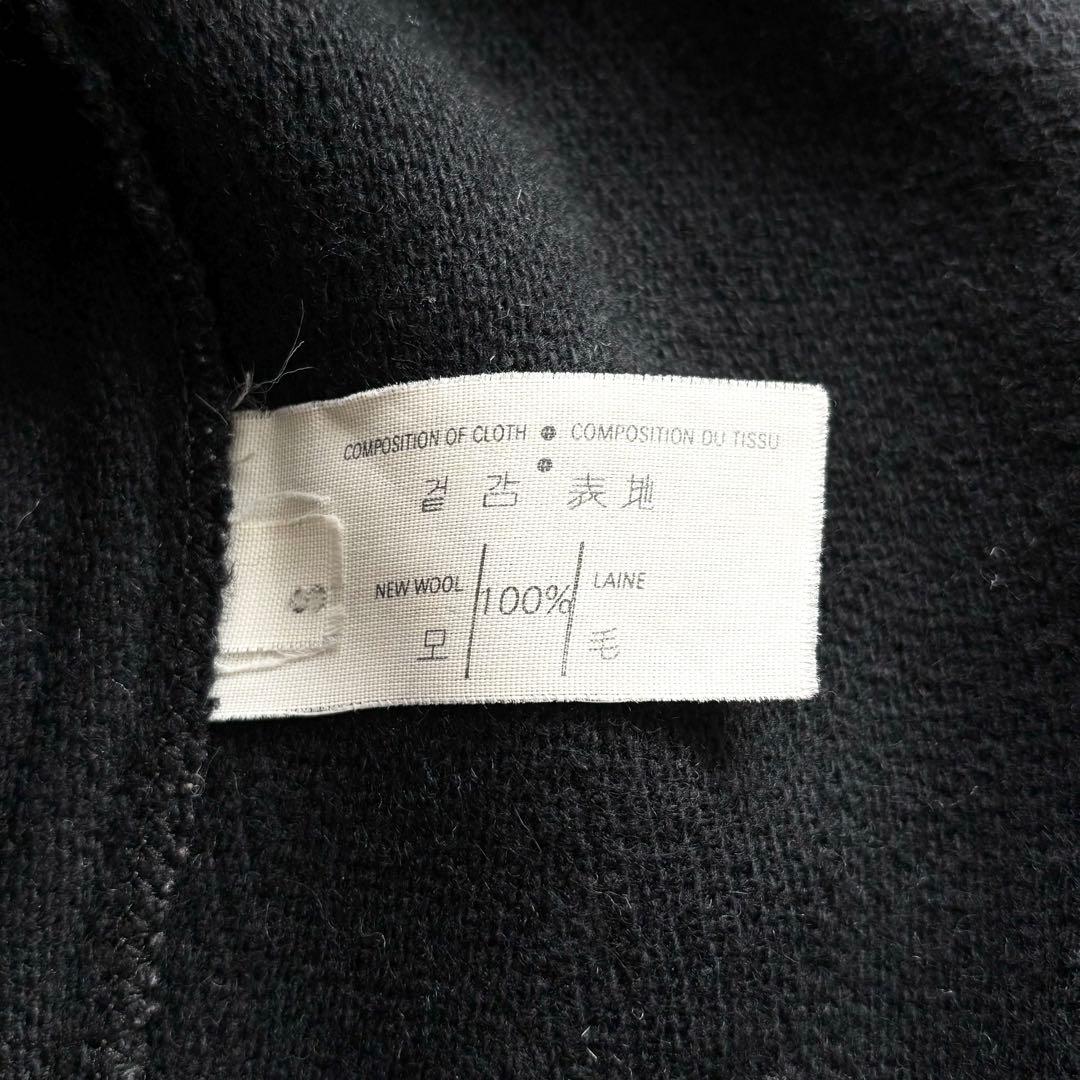 COMPOSITION OF CLOTH COMPOSITION DU TISSU
겉 감 表地
NEW WOOL 100% LAINE
모 毛
S